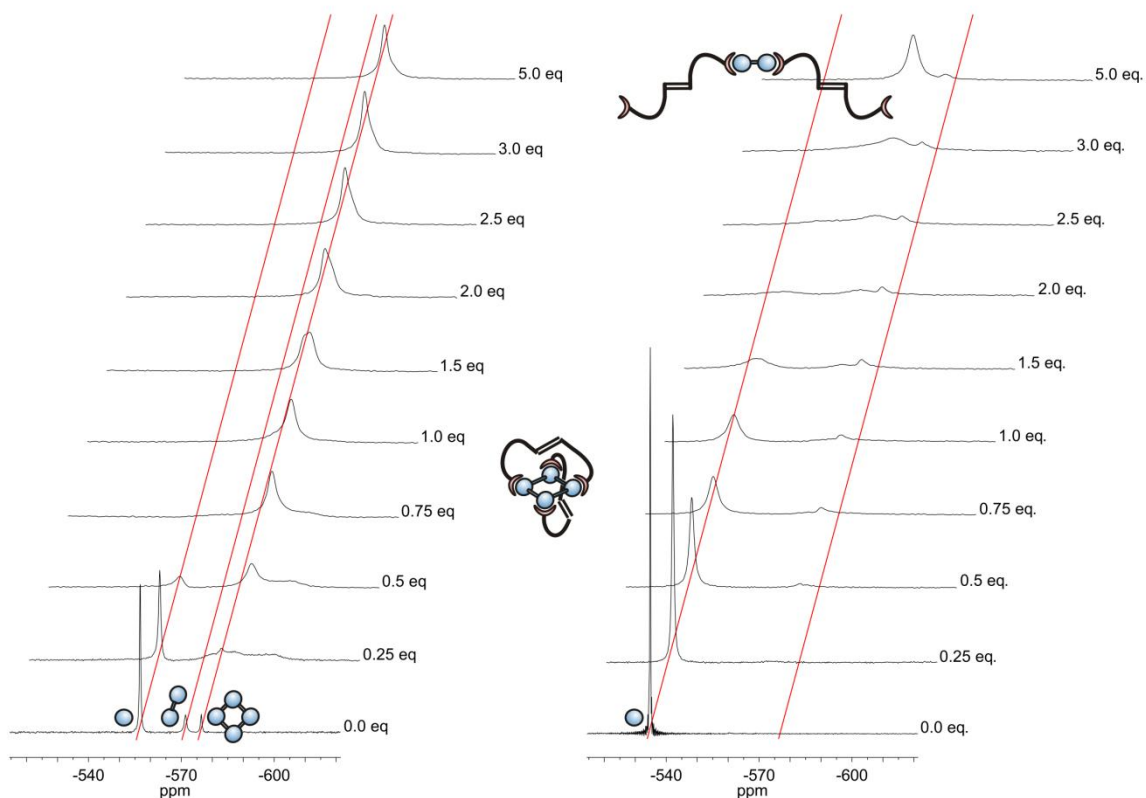 5.0 eq
3.0 eq
2.5 eq
2.0 eq
1.5 eq
1.0 eq
0.75 eq
0.5 eq
0.25 eq
0.0 eq
-540
-570
-600
ppm
5.0 eq.
3.0 eq.
2.5 eq.
2.0 eq.
1.5 eq.
1.0 eq.
0.75 eq.
0.5 eq.
0.25 eq.
0.0 eq.
-540
-570
-600
ppm